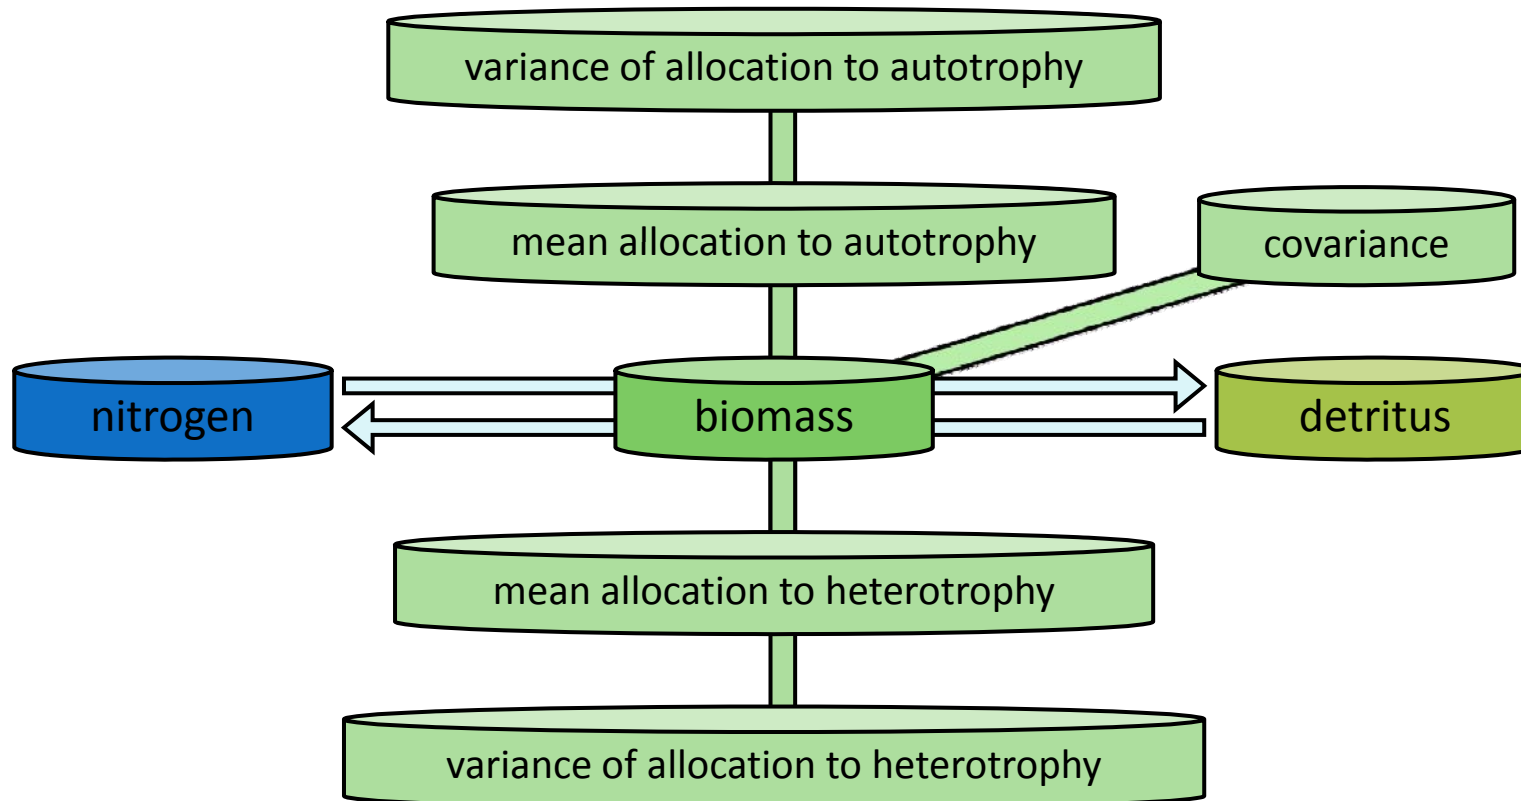 variance of allocation to autotrophy
mean allocation to autotrophy
covariance
nitrogen
biomass
detritus
mean allocation to heterotrophy
variance of allocation to heterotrophy